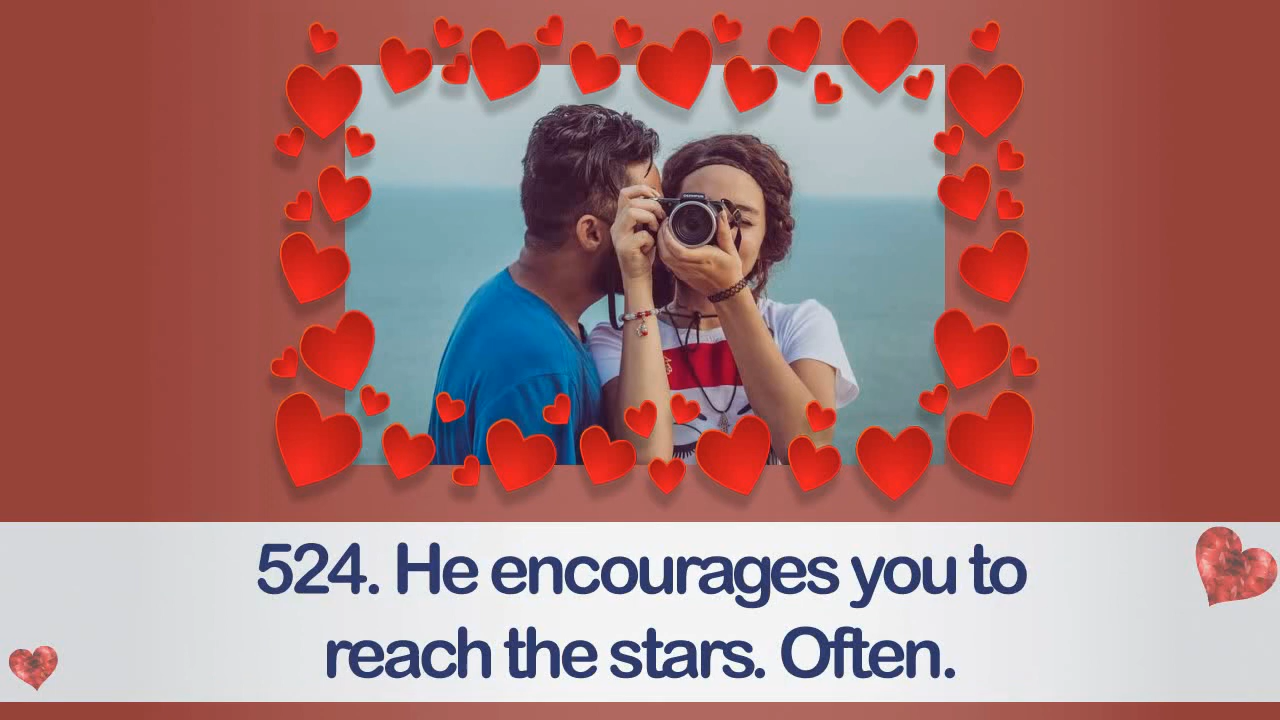 524. He encourages you to
reach the stars. Often.